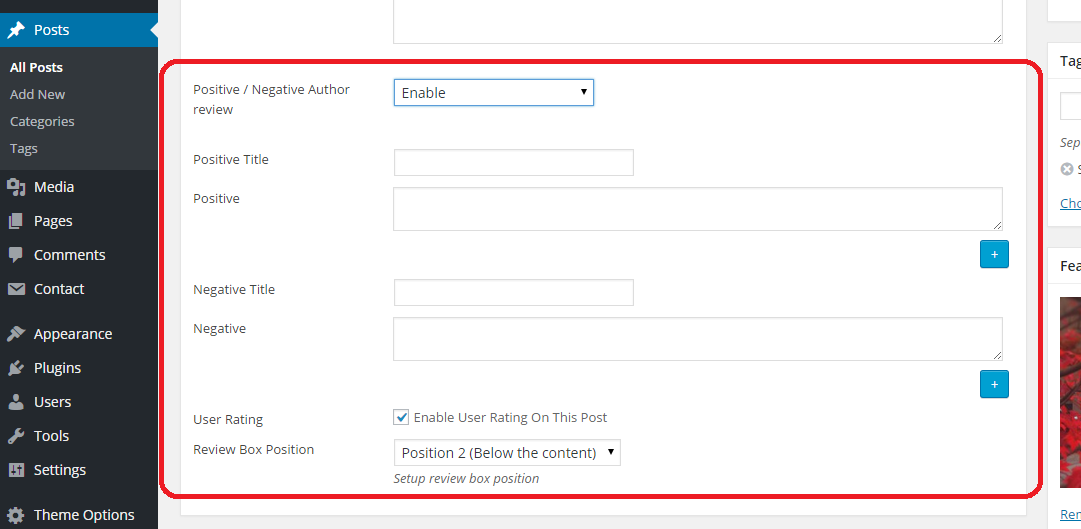 Posts
All Posts
Add New
Categories
Tags
Media
Pages
Comments
Contact
Appearance
Plugins
Users
Tools
Settings
Theme Options
Positive / Negative Author
review
Enable
Positive Title
Positive
+
Negative Title
Negative
+
User Rating
Enable User Rating On This Post
Review Box Position
Position 2 (Below the content)
Setup review box position
Tag
Sep
S
Cho
Fea
Rem